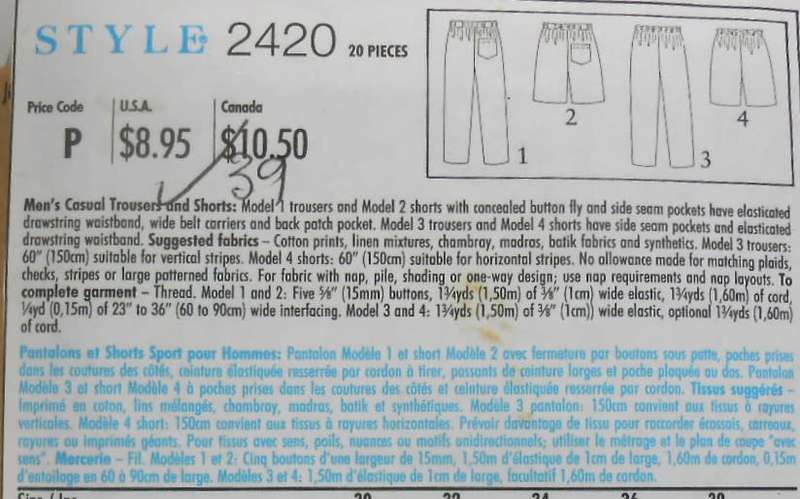 STYLE® 2420 20 PIECES
Price Code U.S.A. Canada
P $8.95 $10.50
39
1
2
3
4
Men's Casual Trousers and Shorts: Model 1 trousers and Model 2 shorts with concealed button fly and side seam pockets have elasticated
drawstring waistband, wide belt carriers and back patch pocket. Model 3 trousers and Model 4 shorts have side seam pockets and elasticated
drawstring waistband. Suggested fabrics – Cotton prints, linen mixtures, chambray, madras, batik fabrics and synthetics. Model 3 trousers:
60" (150cm) suitable for vertical stripes. Model 4 shorts: 60" (150cm) suitable for horizontal stripes. No allowance made for matching plaids,
checks, stripes or large patterned fabrics. For fabric with nap, pile, shading or one-way design; use nap requirements and nap layouts. To
complete garment – Thread. Model 1 and 2: Five ⅝" (15mm) buttons, 1¾yds (1,50m) of ⅜" (1cm) wide elastic, 1¾yds (1,60m) of cord,
¼yd (0,15m) of 23" to 36" (60 to 90cm) wide interfacing. Model 3 and 4: 1¾yds (1,50m) of ⅜" (1cm)) wide elastic, optional 1¾yds (1,60m)
of cord.
Pantalons et Shorts Sport pour Hommes: Pantalon Modèle 1 et short Modèle 2 avec fermeture par boutons sous patte, poches prises
dans les coutures des côtés, ceinture élastiquée resserrée par cordon à tirer, passants de ceinture larges et poche plaquée au dos. Pantalon
Modèle 3 et short Modèle 4 à poches prises dans les coutures des côtés et ceinture élastiquée resserrée par cordon. Tissus suggérés –
Imprimé en coton, lins mélangés, chambray, madras, batik et synthétiques. Modèle 3 pantalon: 150cm convient aux tissus à rayures
verticales. Modèle 4 short: 150cm convient aux tissus à rayures horizontales. Prévoir davantage de tissu pour raccorder écossais, carreaux,
rayures ou imprimés géants. Pour tissus avec sens, poils, nuances ou motifs unidirectionnels; utiliser le métrage et le plan de coupe "avec
sens". Mercerie – Fil. Modèles 1 et 2: Cinq boutons d'une largeur de 15mm, 1,50m d'élastique de 1cm de large, 1,60m de cordon, 0,15m
d'entoilage en 60 à 90cm de large. Modèles 3 et 4: 1,50m d'élastique de 1cm de large, facultatif 1,60m de cordon.